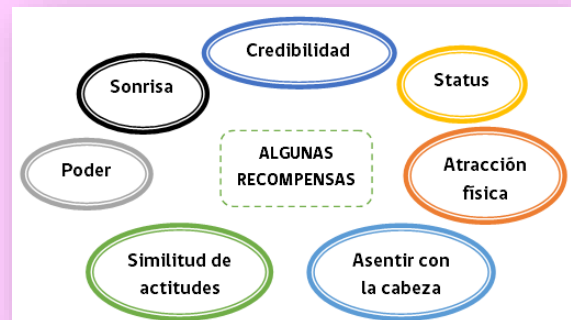 Credibilidad
Sonrisa
Status
Poder
ALGUNAS
RECOMPENSAS
Atracción
física
Similitud de
actitudes
Asentir con
la cabeza